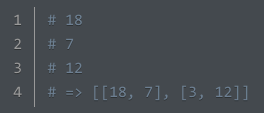 1 # 18
2 # 7
3 # 12
4 # => [[18, 7], [3, 12]]